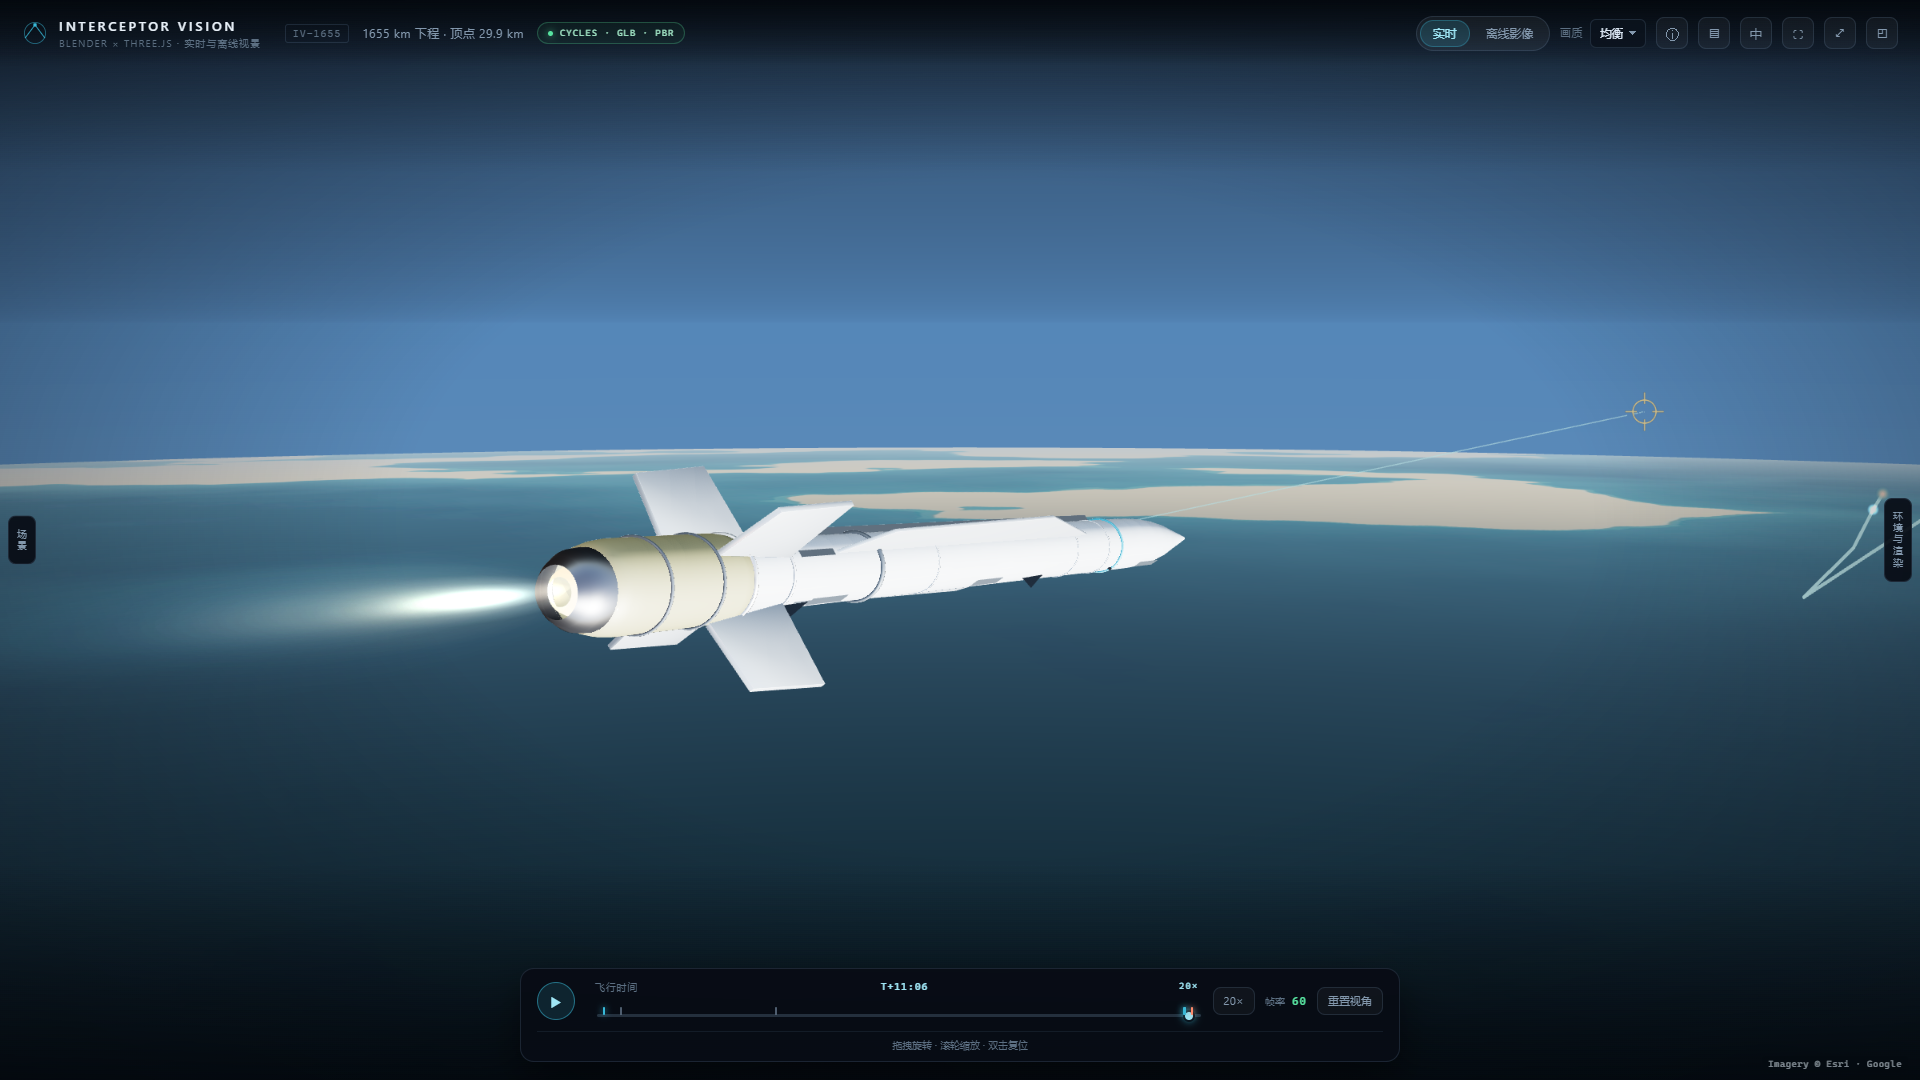 INTERCEPTOR VISION
BLENDER × THREE.JS · 实时与离线视景
IV-1655
1655 km 下程 · 顶点 29.9 km
CYCLES · GLB · PBR
实时
离线影像
画质
均衡
中
场景
环境与渲染
飞行时间
T+11:06
20×
20×
帧率 60
重置视角
拖拽旋转 · 滚轮缩放 · 双击复位
Imagery © Esri · Google